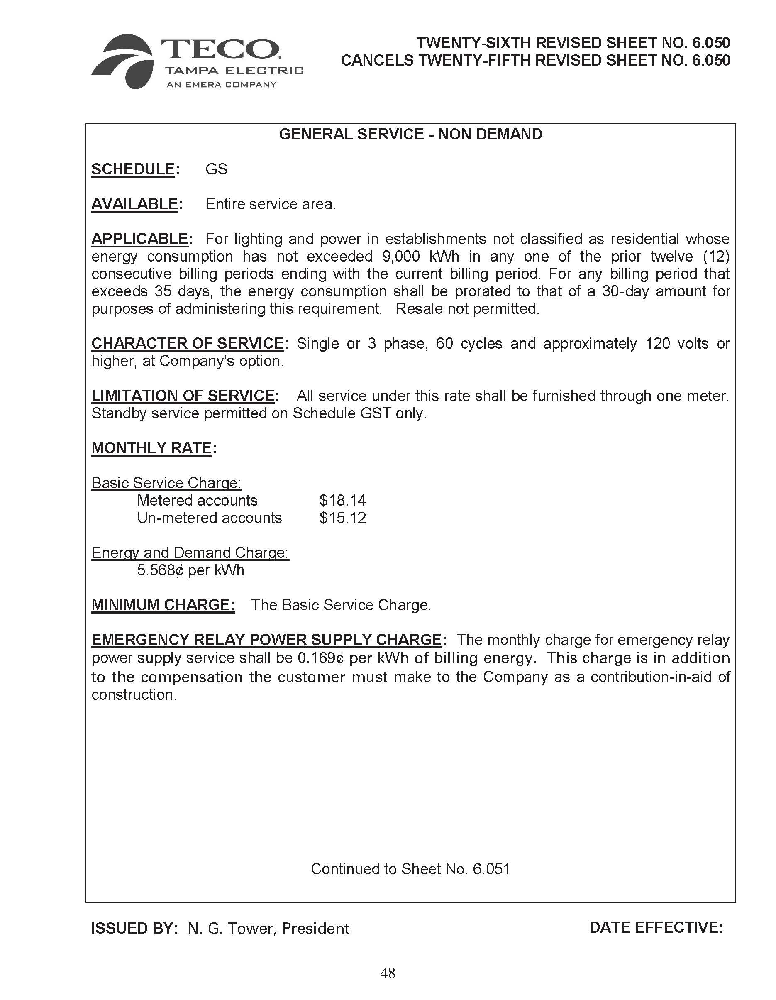 TECO®
TAMPA ELECTRIC
AN EMERA COMPANY
TWENTY-SIXTH REVISED SHEET NO. 6.050
CANCELS TWENTY-FIFTH REVISED SHEET NO. 6.050
GENERAL SERVICE - NON DEMAND
SCHEDULE: GS
AVAILABLE: Entire service area.
APPLICABLE: For lighting and power in establishments not classified as residential whose
energy consumption has not exceeded 9,000 kWh in any one of the prior twelve (12)
consecutive billing periods ending with the current billing period. For any billing period that
exceeds 35 days, the energy consumption shall be prorated to that of a 30-day amount for
purposes of administering this requirement. Resale not permitted.
CHARACTER OF SERVICE: Single or 3 phase, 60 cycles and approximately 120 volts or
higher, at Company's option.
LIMITATION OF SERVICE: All service under this rate shall be furnished through one meter.
Standby service permitted on Schedule GST only.
MONTHLY RATE:
Basic Service Charge:
Metered accounts $18.14
Un-metered accounts $15.12
Energy and Demand Charge:
5.568¢ per kWh
MINIMUM CHARGE: The Basic Service Charge.
EMERGENCY RELAY POWER SUPPLY CHARGE: The monthly charge for emergency relay
power supply service shall be 0.169¢ per kWh of billing energy. This charge is in addition
to the compensation the customer must make to the Company as a contribution-in-aid of
construction.
Continued to Sheet No. 6.051
ISSUED BY: N. G. Tower, President
DATE EFFECTIVE:
48